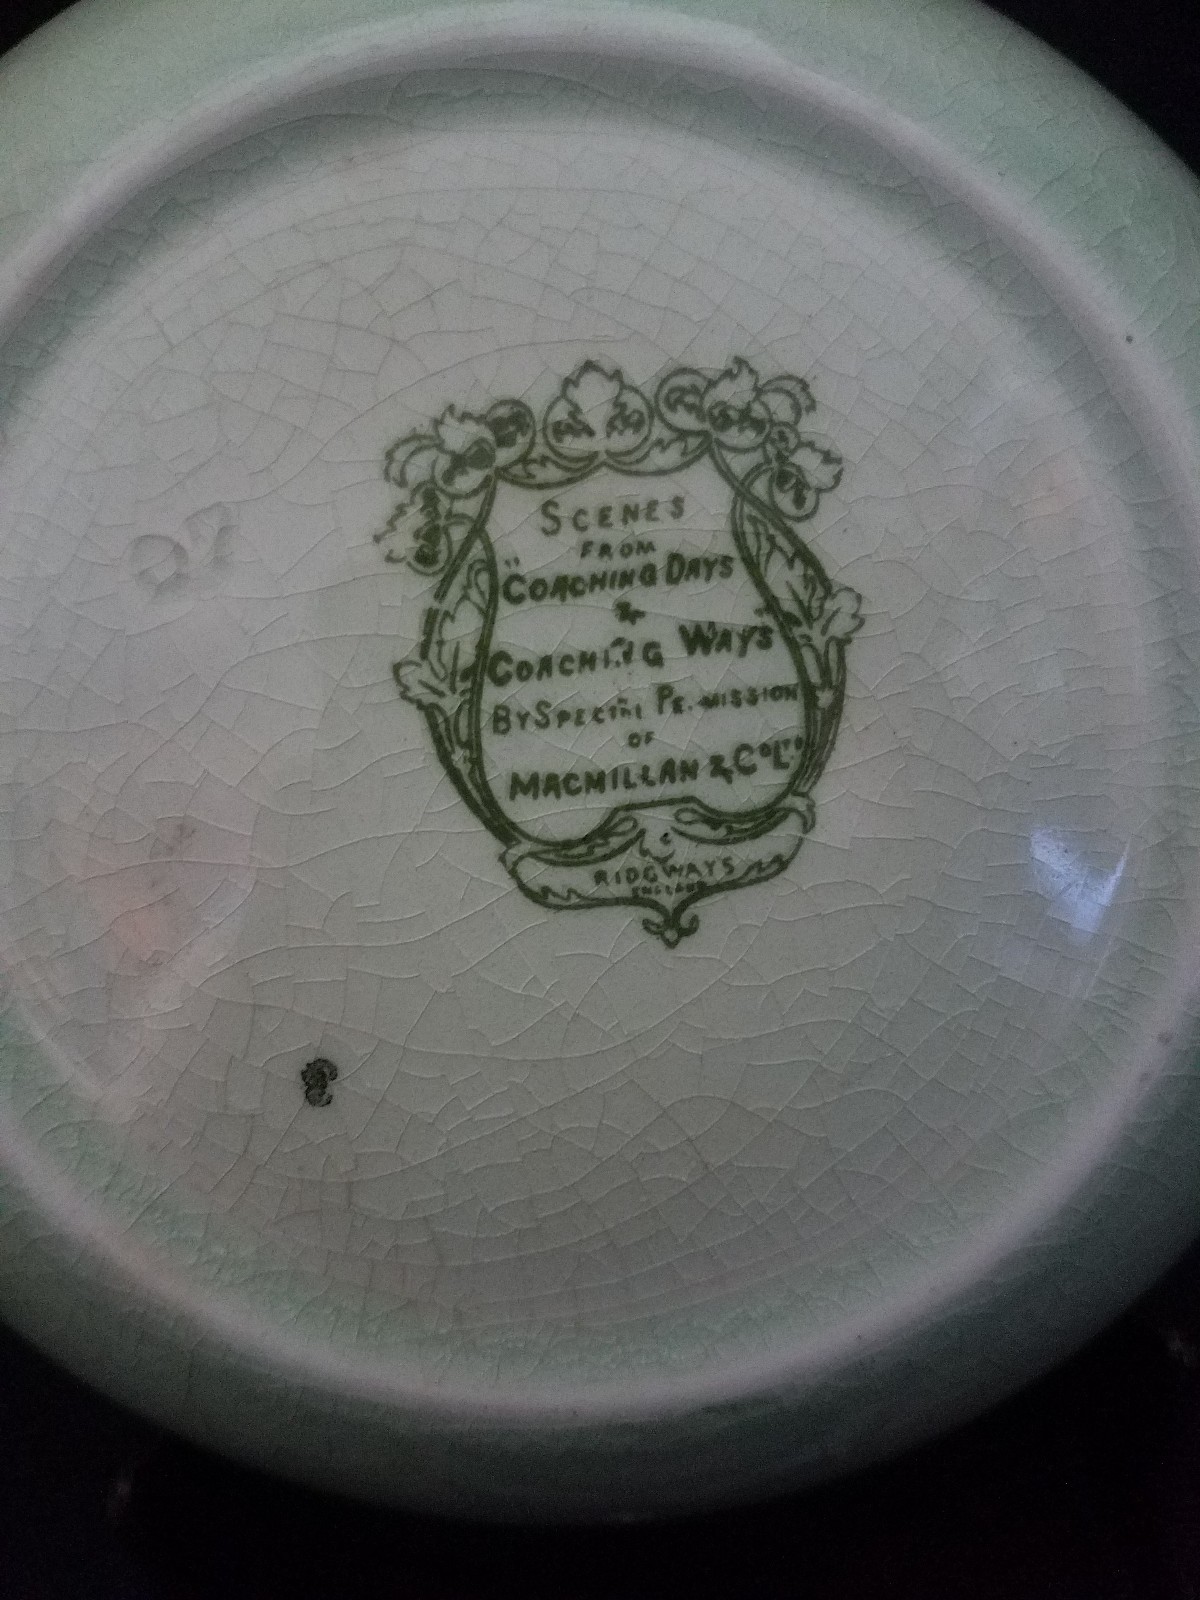 SCENES
FROM
"COACHING DAYS
&
COACHING WAYS"
BY SPECIAL PERMISSION
OF
MACMILLAN & Co LTD
RIDGWAYS
ENGLAND